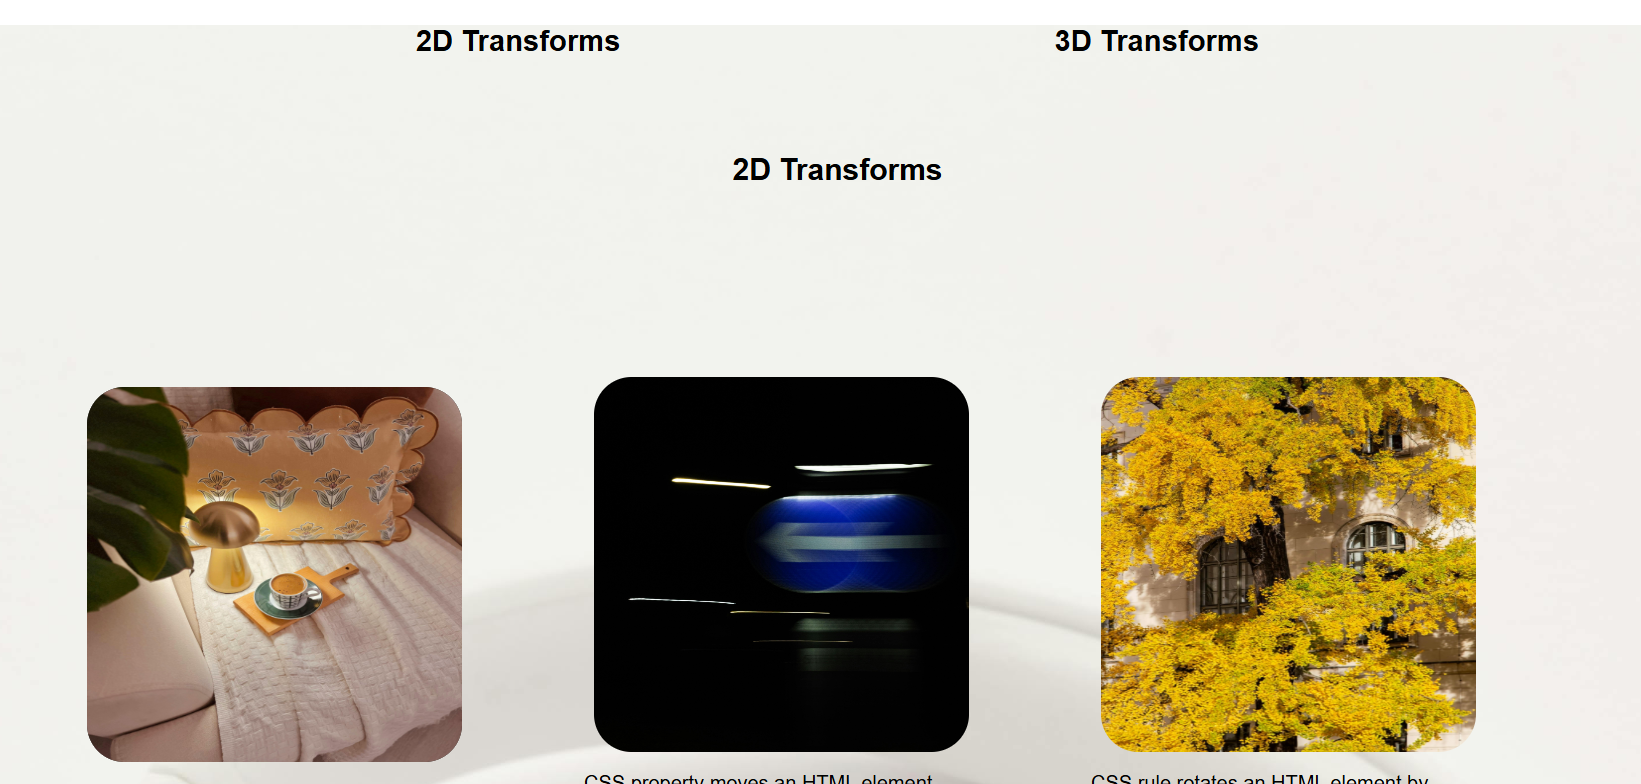 2D Transforms
3D Transforms
2D Transforms
CSS property moves an HTML element
CSS rule rotates an HTML element by